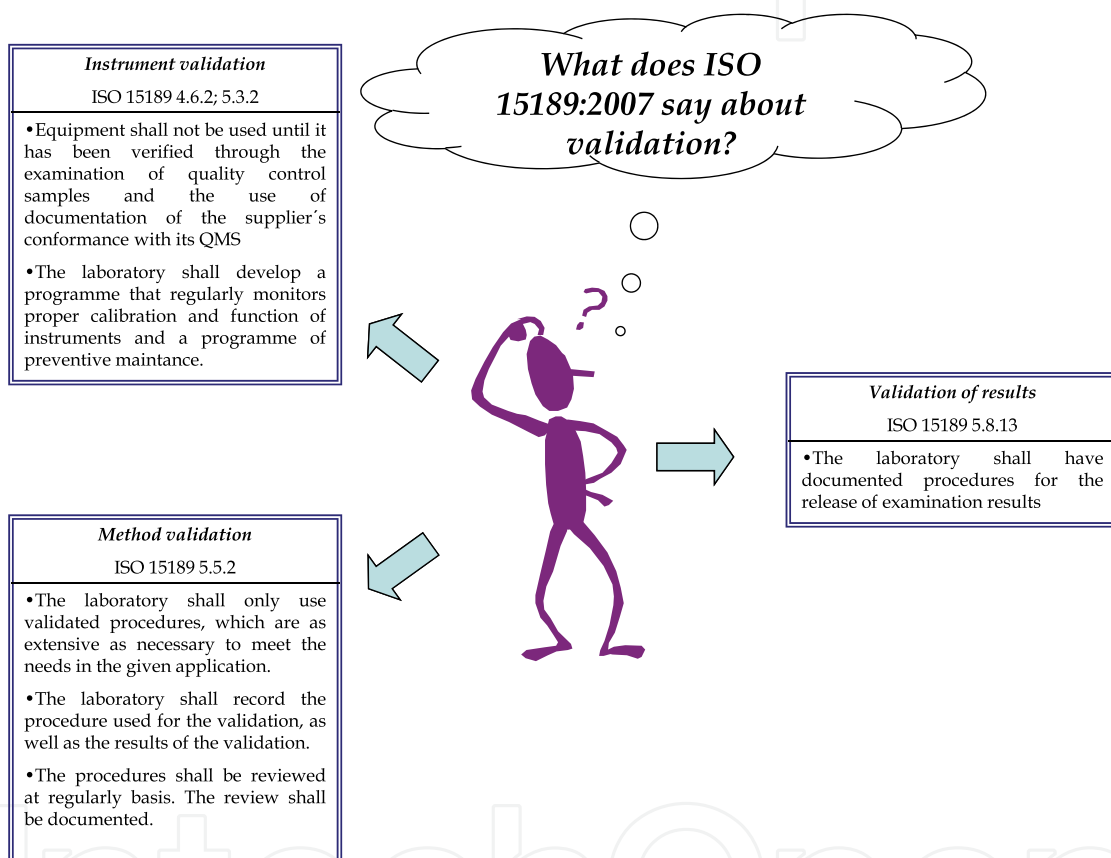 What does ISO
15189:2007 say about
validation?
Instrument validation
ISO 15189 4.6.2; 5.3.2
•Equipment shall not be used until it
has been verified through the
examination of quality control
samples and the use of
documentation of the supplier´s
conformance with its QMS
•The laboratory shall develop a
programme that regularly monitors
proper calibration and function of
instruments and a programme of
preventive maintance.
?
Validation of results
ISO 15189 5.8.13
•The laboratory shall have
documented procedures for the
release of examination results
Method validation
ISO 15189 5.5.2
•The laboratory shall only use
validated procedures, which are as
extensive as necessary to meet the
needs in the given application.
•The laboratory shall record the
procedure used for the validation, as
well as the results of the validation.
•The procedures shall be reviewed
at regularly basis. The review shall
be documented.